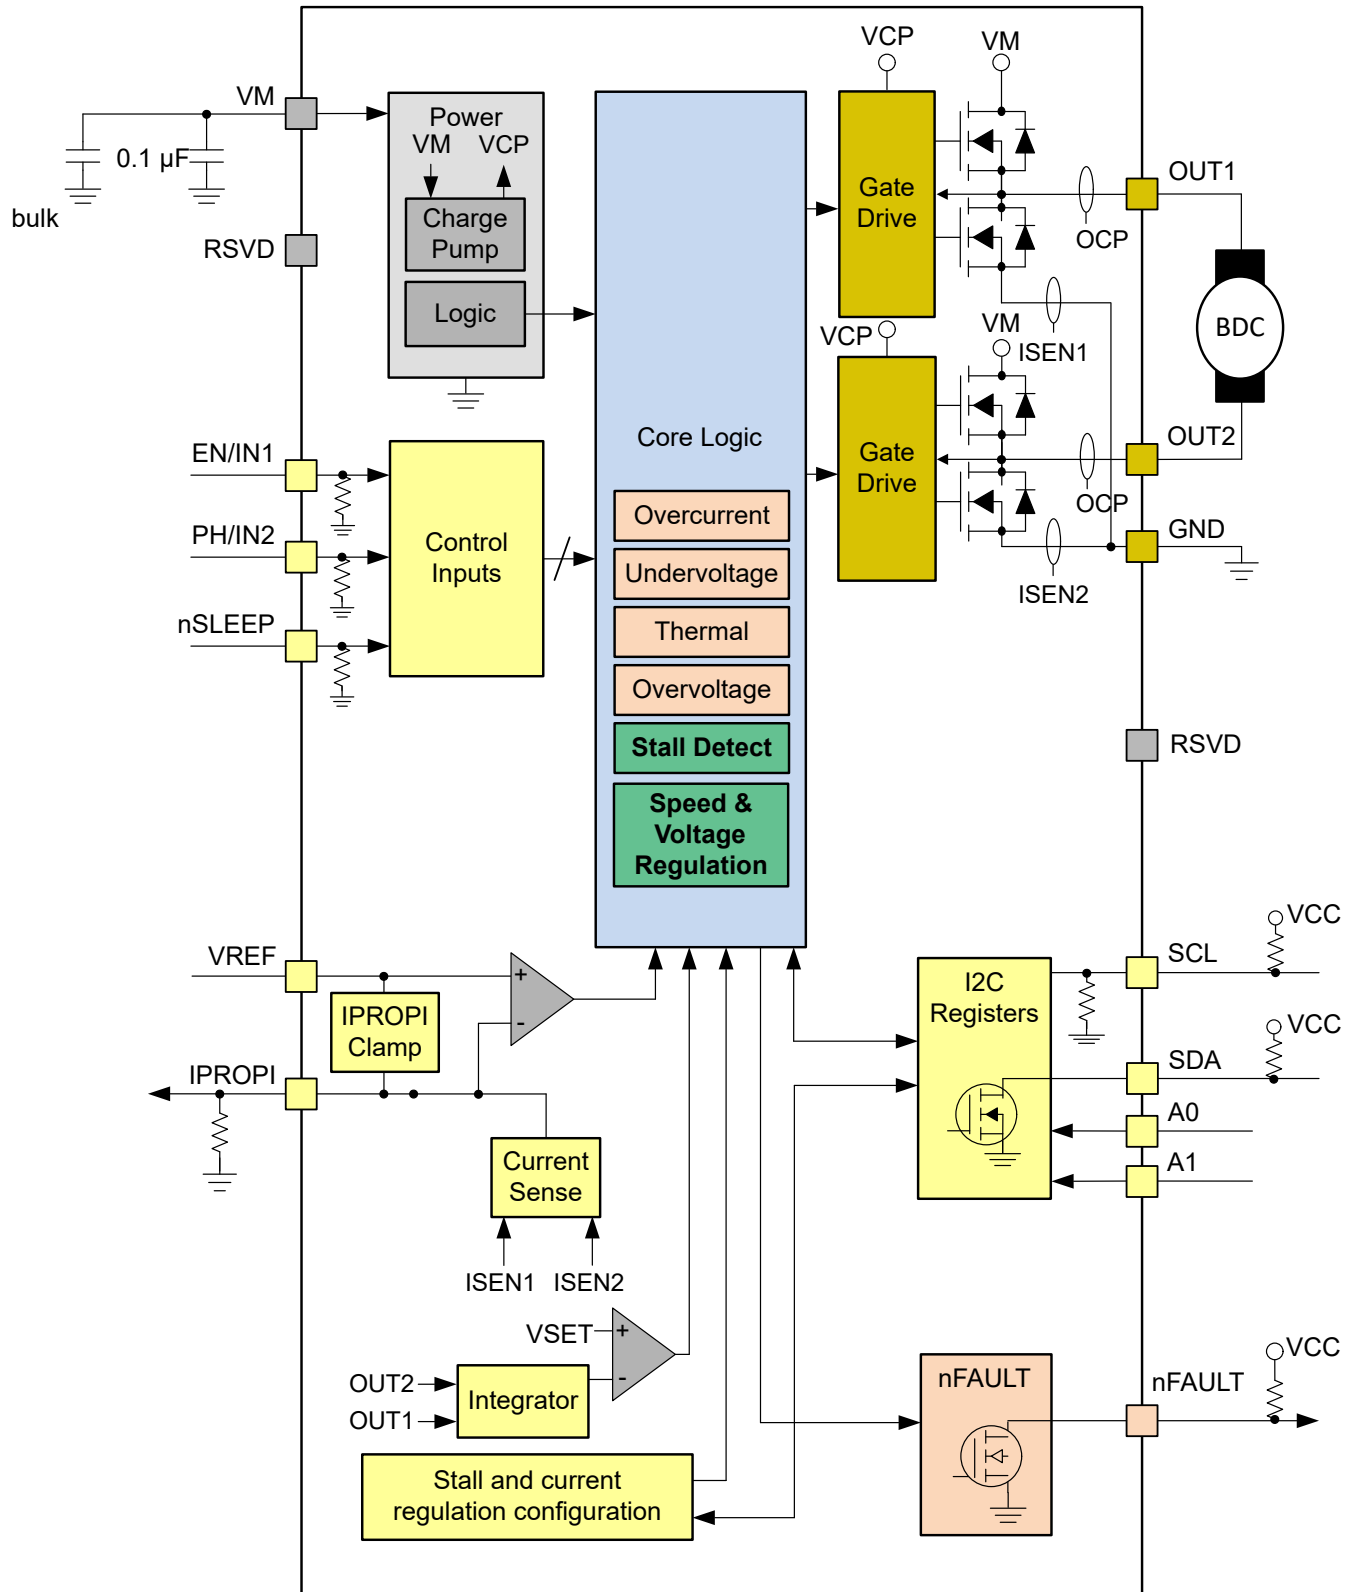 VM
0.1 µF
bulk
RSVD
Power
VM VCP
Charge
Pump
Logic
EN/IN1
PH/IN2
nSLEEP
Control
Inputs
Core Logic
Overcurrent
Undervoltage
Thermal
Overvoltage
Stall Detect
Speed &
Voltage
Regulation
VCP
VM
Gate
Drive
OCP
ISEN1
OUT1
BDC
VCP
VM
Gate
Drive
OCP
ISEN2
OUT2
GND
RSVD
VREF
IPROPI
Clamp
+
-
IPROPI
Current
Sense
ISEN1 ISEN2
VSET
+
-
OUT2
OUT1
Integrator
Stall and current
regulation configuration
I2C
Registers
SCL
VCC
SDA
VCC
A0
A1
nFAULT
nFAULT
VCC